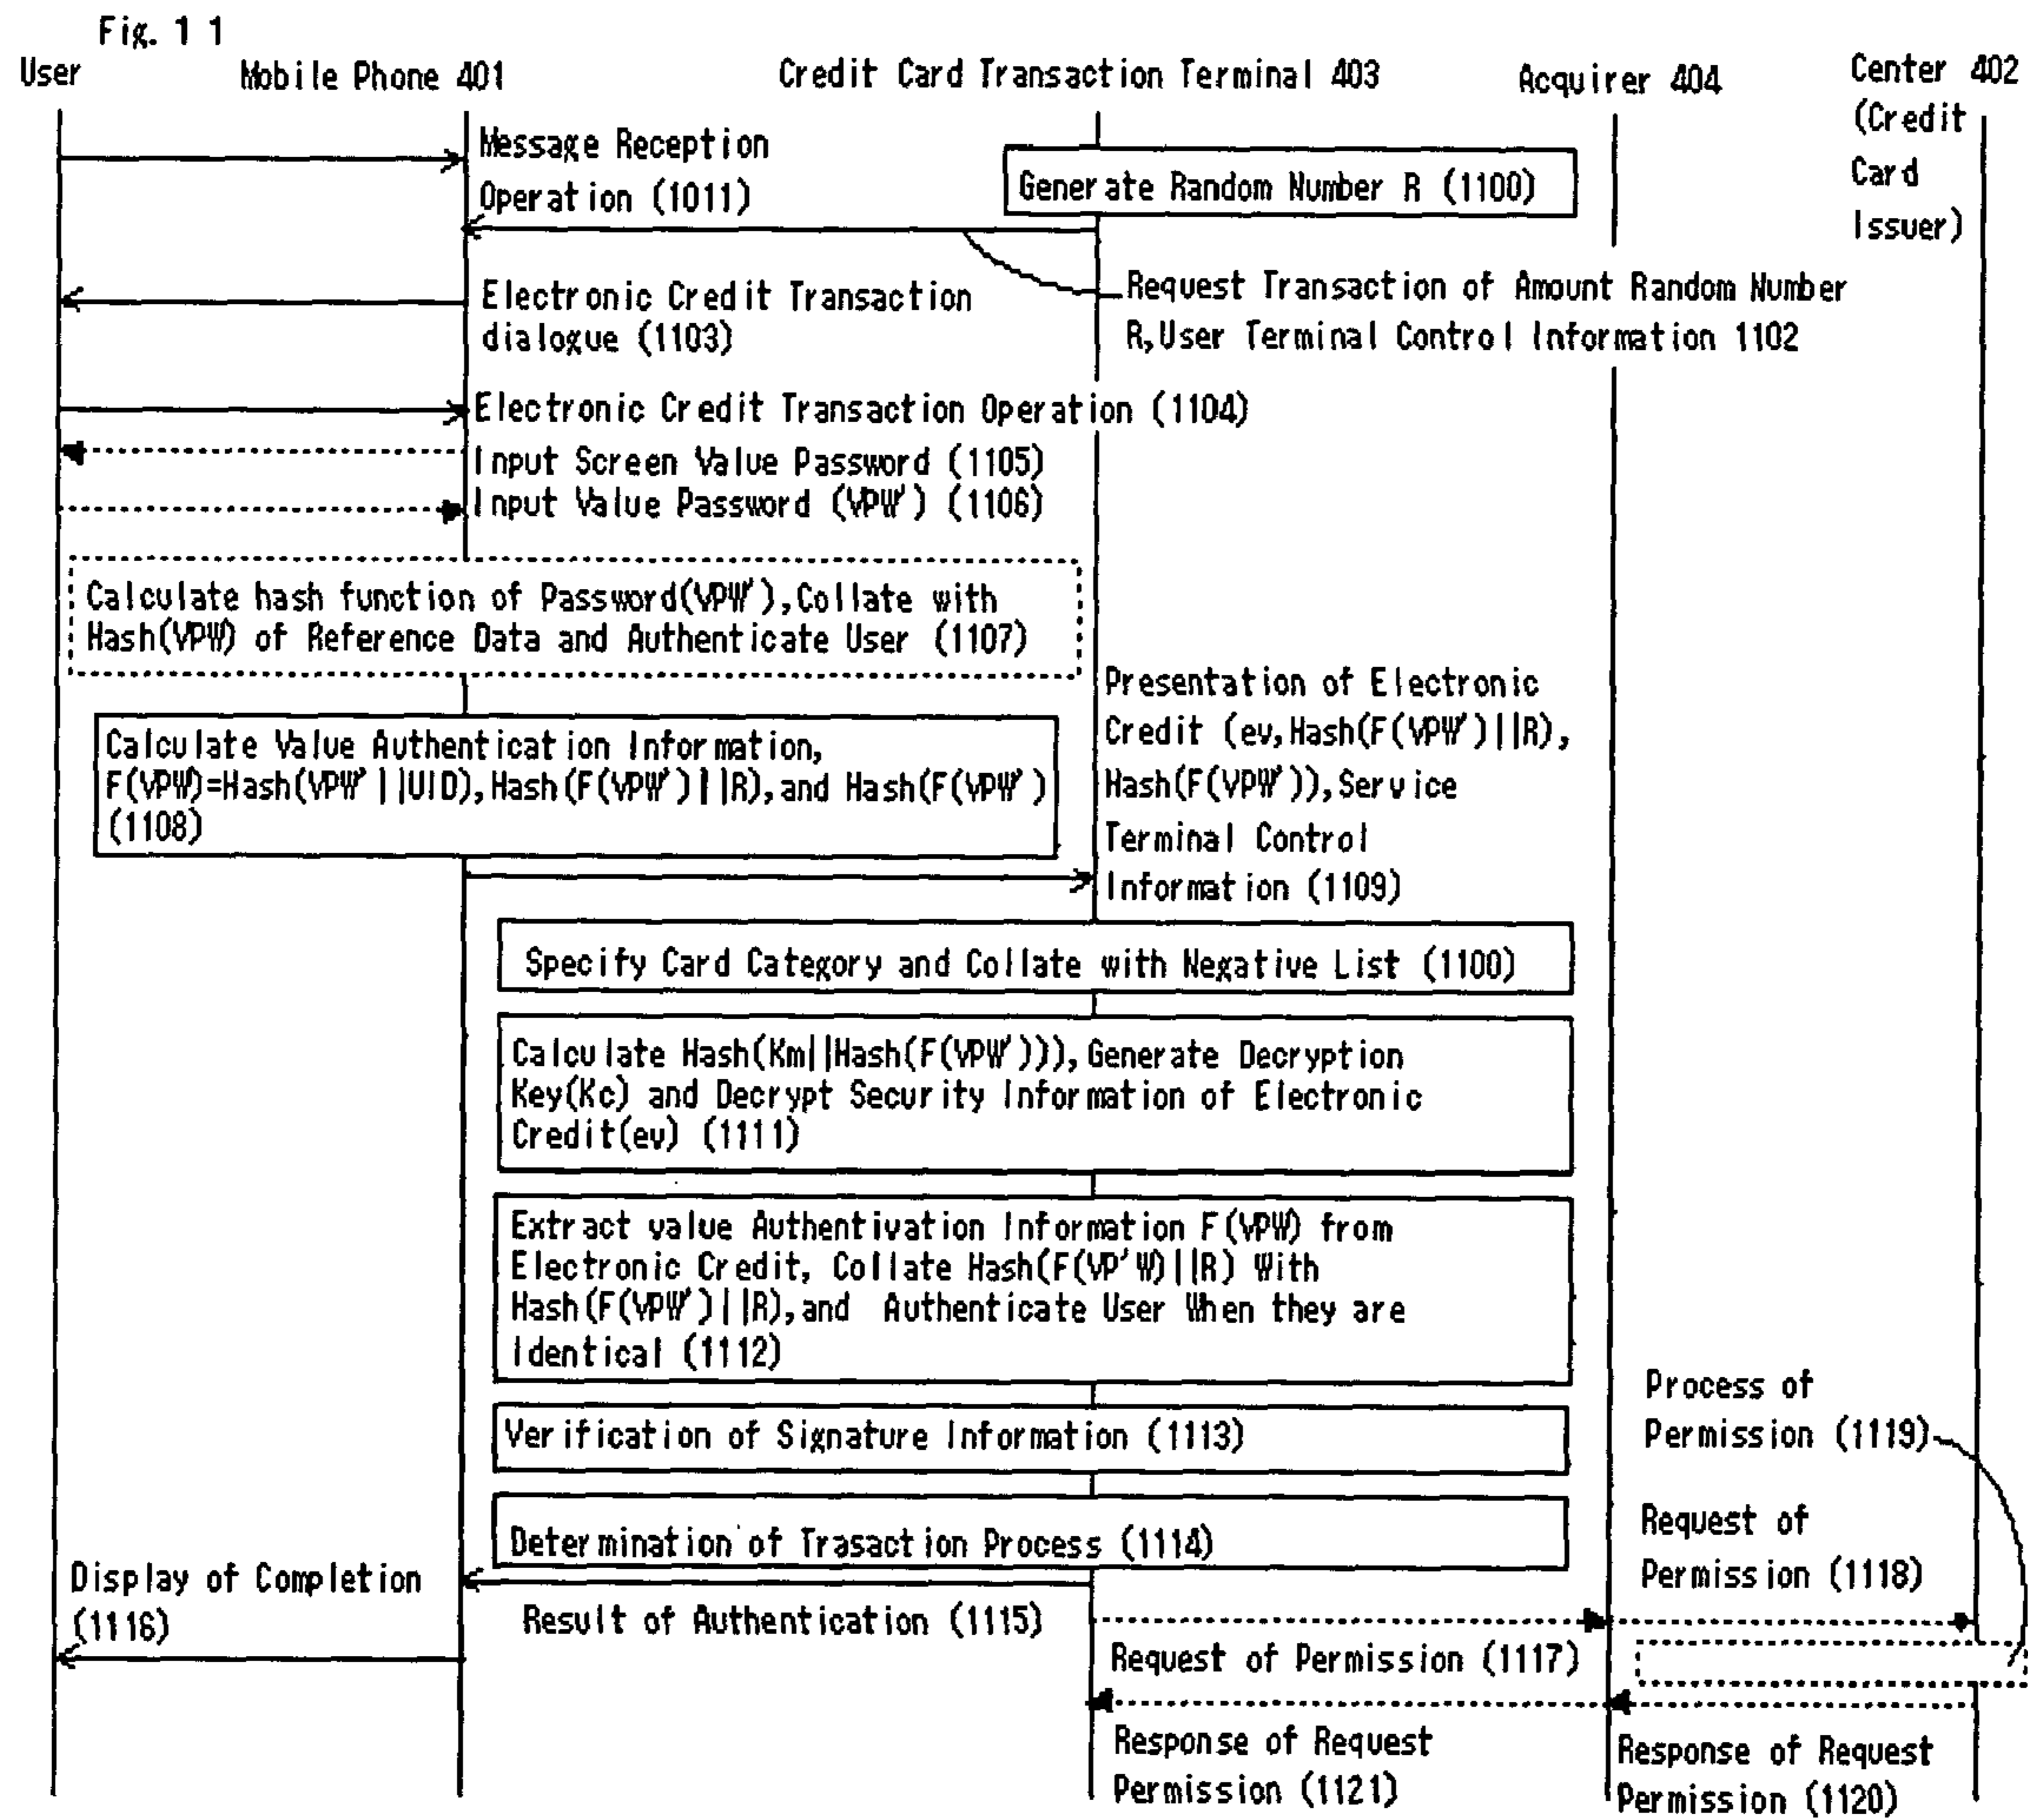 Fig. 1 1
User
Mobile Phone 401
Credit Card Transaction Terminal 403
Acquirer 404
Center 402
(Credit
Card
Issuer)
Message Reception
Operation (1011)
Generate Random Number R (1100)
Request Transaction of Amount Random Number
R,User Terminal Control Information 1102
Electronic Credit Transaction
dialogue (1103)
Electronic Credit Transaction Operation (1104)
Input Screen Value Password (1105)
Input Value Password (VPW') (1106)
Calculate hash function of Password(VPW'),Collate with
Hash(VPW) of Reference Data and Authenticate User (1107)
Calculate Value Authentication Information,
F(VPW)=Hash(VPW'||UID),Hash(F(VPW')||R),and Hash(F(VPW')
(1108)
Presentation of Electronic
Credit (ev,Hash(F(VPW')||R),
Hash(F(VPW')),Service
Terminal Control
Information (1109)
Specify Card Category and Collate with Negative List (1100)
Calculate Hash(Km||Hash(F(VPW'))),Generate Decryption
Key(Kc) and Decrypt Security Information of Electronic
Credit(ev) (1111)
Extract value Authentivation Information F(VPW) from
Electronic Credit, Collate Hash(F(VP'W)||R) With
Hash(F(VPW')||R),and Authenticate User When they are
Identical (1112)
Verification of Signature Information (1113)
Determination of Trasaction Process (1114)
Process of
Permission (1119)
Request of
Permission (1118)
Display of Completion
(1116)
Result of Authentication (1115)
Request of Permission (1117)
Response of Request
Permission (1121)
Response of Request
Permission (1120)